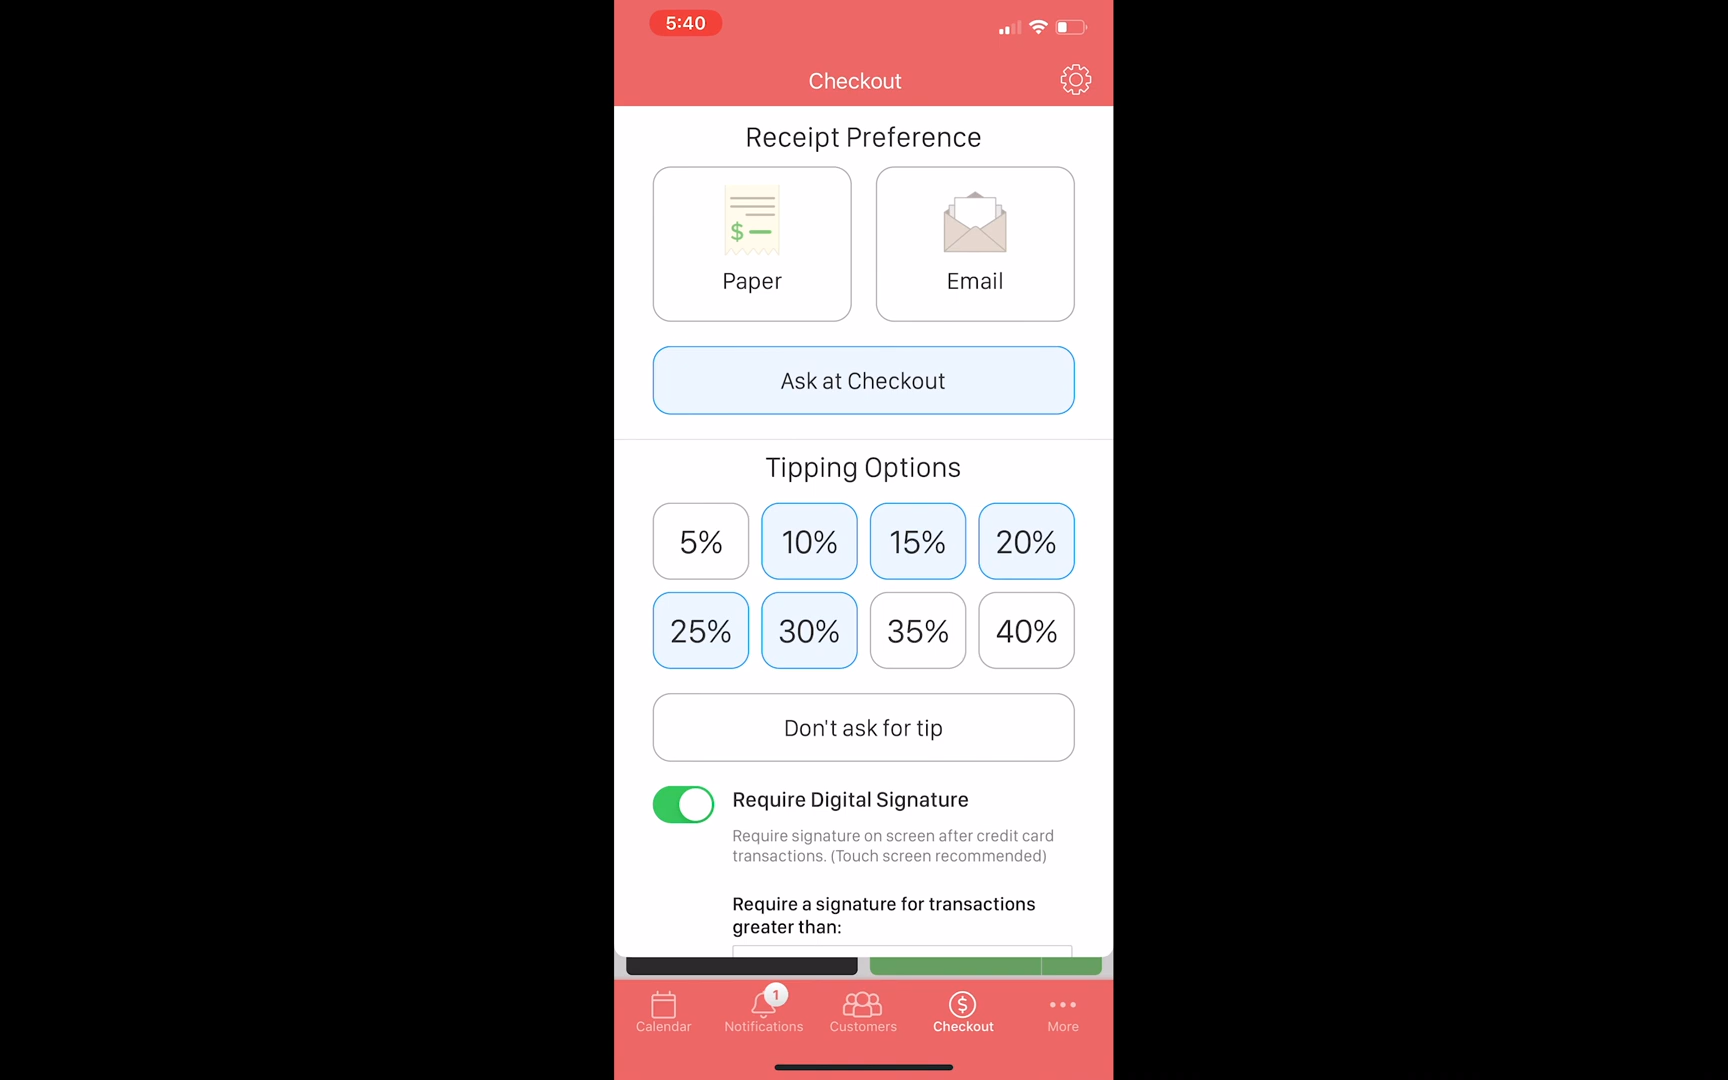 5:40
Checkout
Receipt Preference
$
Paper
Email
Ask at Checkout
Tipping Options
5%
10%
15%
20%
25%
30%
35%
40%
Don't ask for tip
Require Digital Signature
Require signature on screen after credit card
transactions. (Touch screen recommended)
Require a signature for transactions
greater than:
1
$
Calendar
Notifications
Customers
Checkout
More